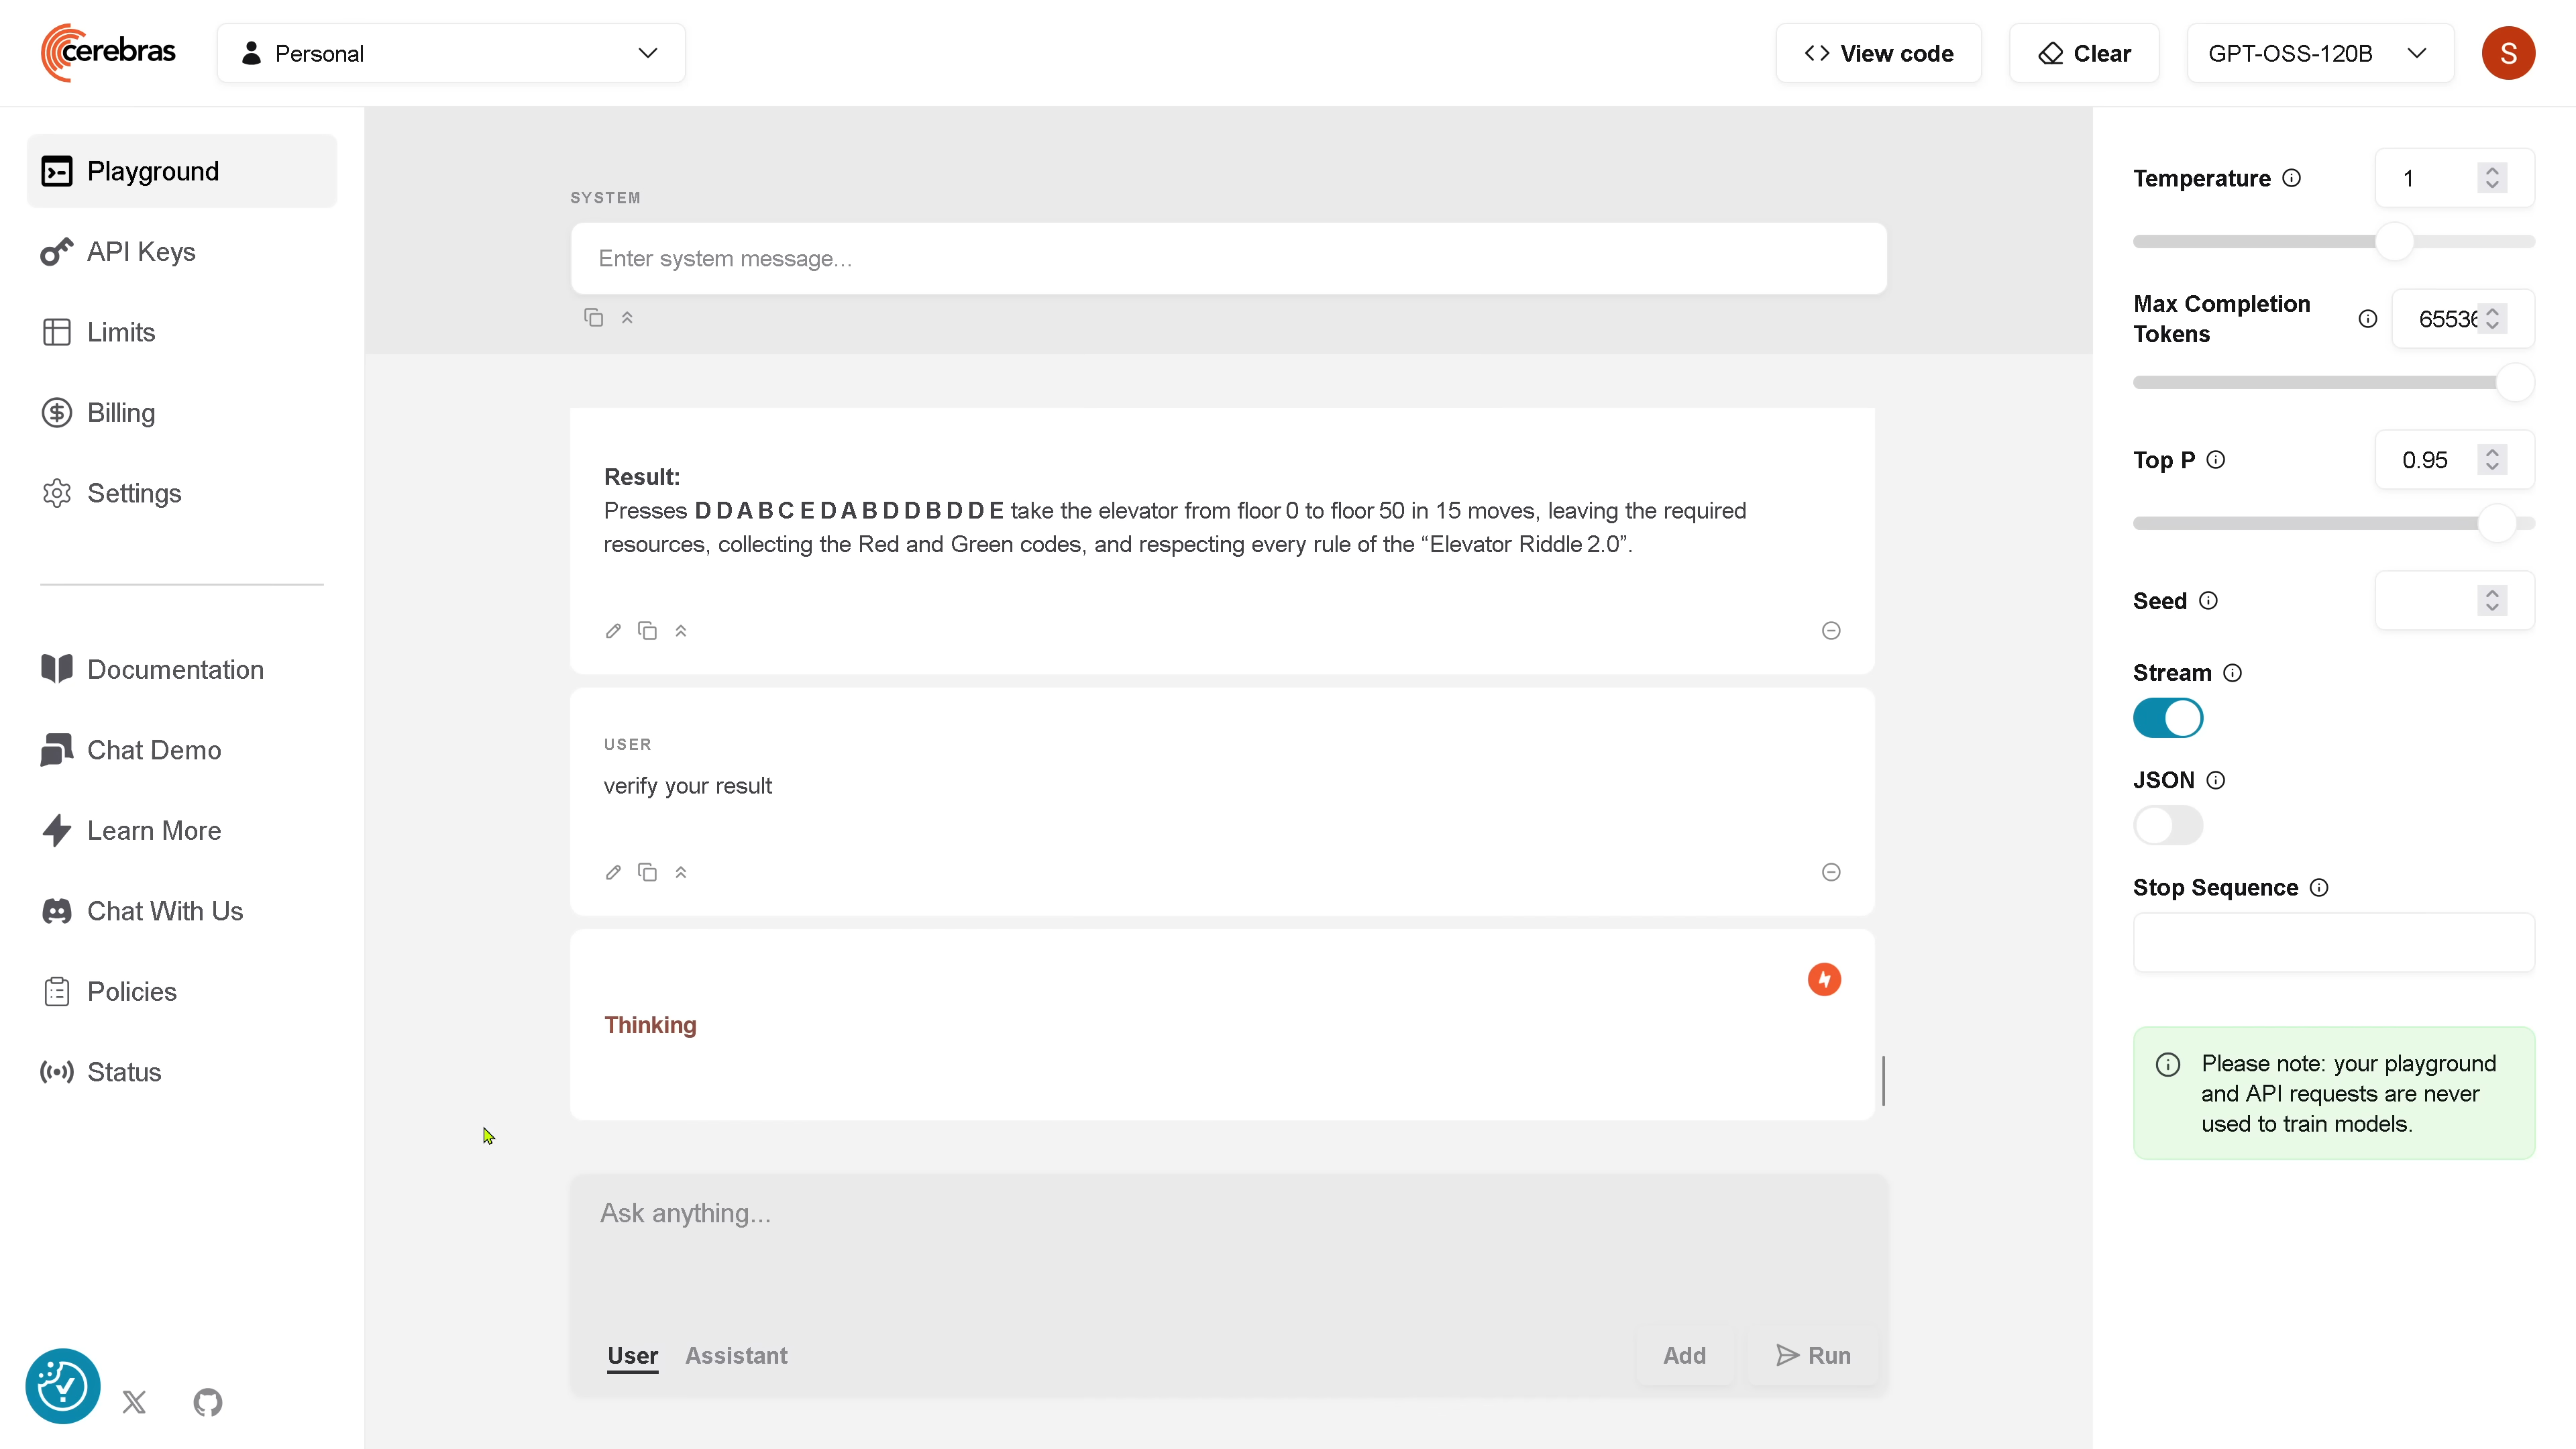 cerebras
Personal
View code
Clear
GPT-OSS-120B
S
Playground
API Keys
Limits
Billing
Settings
Documentation
Chat Demo
Learn More
Chat With Us
Policies
Status
SYSTEM
Enter system message...
Result:
Presses D D A B C E D A B D D B D D E take the elevator from floor 0 to floor 50 in 15 moves, leaving the required
resources, collecting the Red and Green codes, and respecting every rule of the “Elevator Riddle 2.0”.
USER
verify your result
Thinking
Ask anything...
User
Assistant
Add
Run
Temperature
1
Max Completion
Tokens
65536
Top P
0.95
Seed
Stream
JSON
Stop Sequence
Please note: your playground
and API requests are never
used to train models.